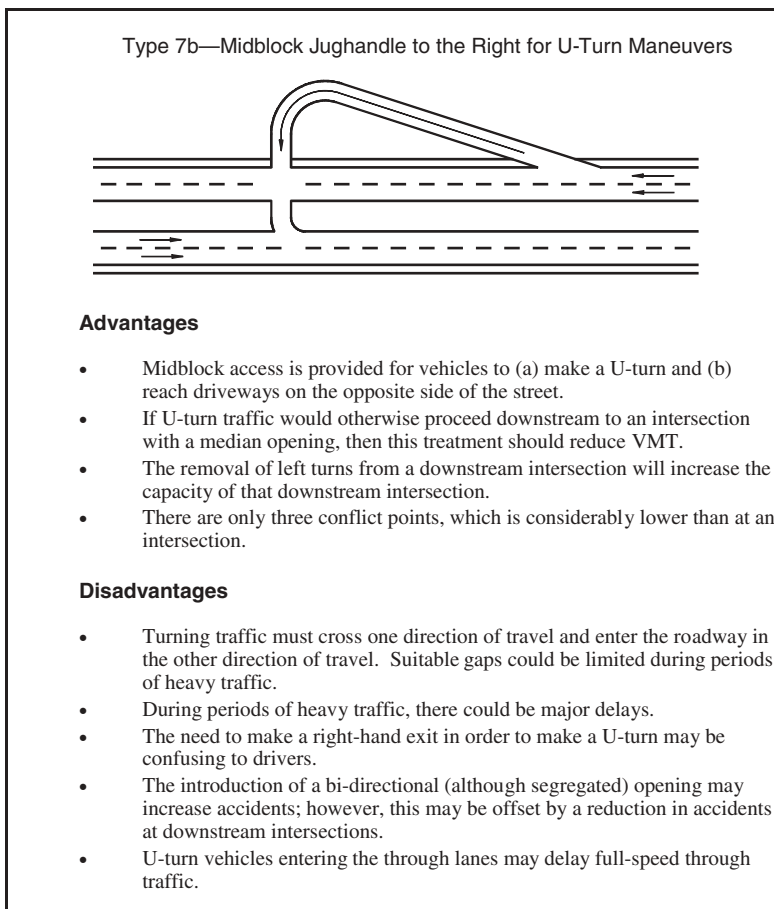 Type 7b—Midblock Jughandle to the Right for U-Turn Maneuvers
Advantages
• Midblock access is provided for vehicles to (a) make a U-turn and (b)
reach driveways on the opposite side of the street.
• If U-turn traffic would otherwise proceed downstream to an intersection
with a median opening, then this treatment should reduce VMT.
• The removal of left turns from a downstream intersection will increase the
capacity of that downstream intersection.
• There are only three conflict points, which is considerably lower than at an
intersection.
Disadvantages
• Turning traffic must cross one direction of travel and enter the roadway in
the other direction of travel.  Suitable gaps could be limited during periods
of heavy traffic.
• During periods of heavy traffic, there could be major delays.
• The need to make a right-hand exit in order to make a U-turn may be
confusing to drivers.
• The introduction of a bi-directional (although segregated) opening may
increase accidents; however, this may be offset by a reduction in accidents
at downstream intersections.
• U-turn vehicles entering the through lanes may delay full-speed through
traffic.